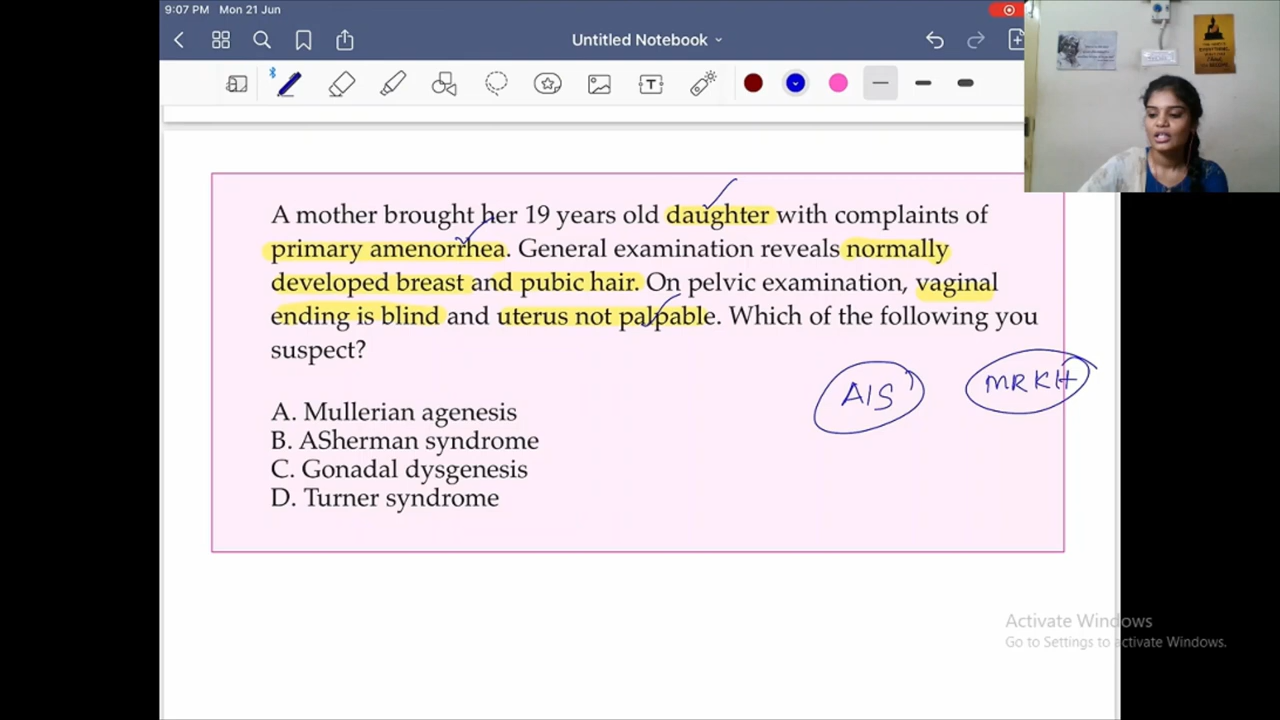 9:07 PM Mon 21 Jun
Untitled Notebook
T
A mother brought her 19 years old daughter with complaints of
primary amenorrhea. General examination reveals normally
developed breast and pubic hair. On pelvic examination, vaginal
ending is blind and uterus not palpable. Which of the following you
suspect?
AIS
MRKH
A. Mullerian agenesis
B. ASherman syndrome
C. Gonadal dysgenesis
D. Turner syndrome
Activate Windows
Go to Settings to activate Windows.